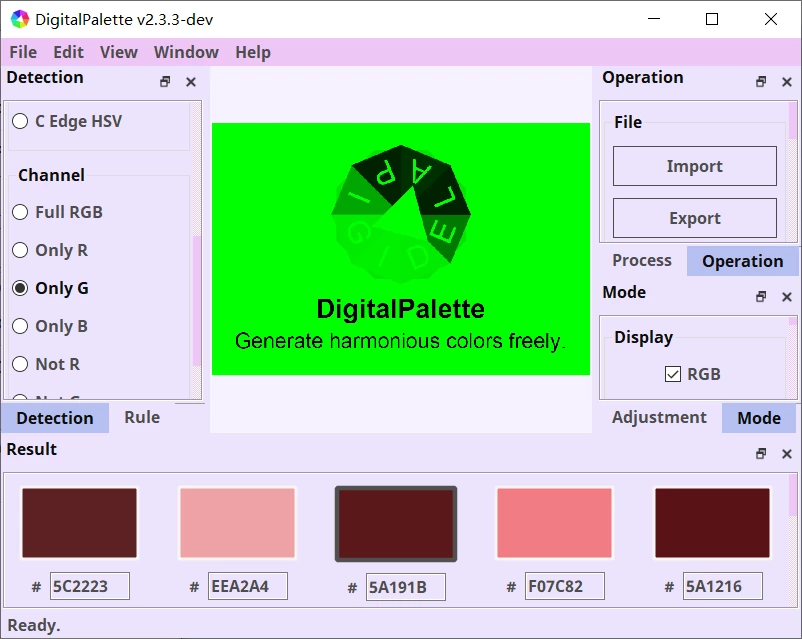 DigitalPalette v2.3.3-dev
File Edit View Window Help
Detection
C Edge HSV
Channel
Full RGB
Only R
Only G
Only B
Not R
Detection Rule
DIGITALPALE
DigitalPalette
Generate harmonious colors freely.
Operation
File
Import
Export
Process Operation
Mode
Display
RGB
Adjustment Mode
Result
# 5C2223 # EEA2A4 # 5A191B # F07C82 # 5A1216
Ready.